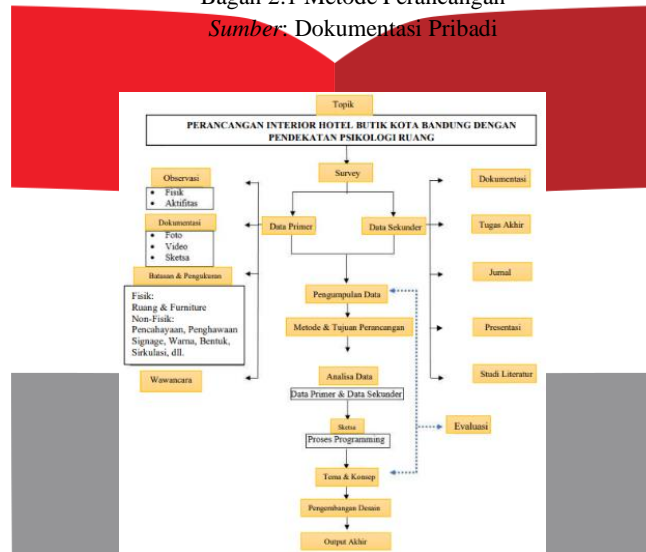 Bagan 2.1 Metode Perancangan
Sumber: Dokumentasi Pribadi
Topik
PERANCANGAN INTERIOR HOTEL BUTIK KOTA BANDUNG DENGAN
PENDEKATAN PSIKOLOGI RUANG
Survey
Observasi
• Fisik
• Aktifitas
Dokumentasi
• Foto
• Video
• Sketsa
Batasan & Pengukuran
Fisik:
Ruang & Furniture
Non-Fisik:
Pencahayaan, Penghawaan
Signage, Warna, Bentuk,
Sirkulasi, dll.
Wawancara
Data Primer
Data Sekunder
Dokumentasi
Tugas Akhir
Jurnal
Presentasi
Studi Literatur
Pengumpulan Data
Metode & Tujuan Perancangan
Analisa Data
Data Primer & Data Sekunder
Sketsa
Proses Programming
Evaluasi
Tema & Konsep
Pengembangan Desain
Output Akhir